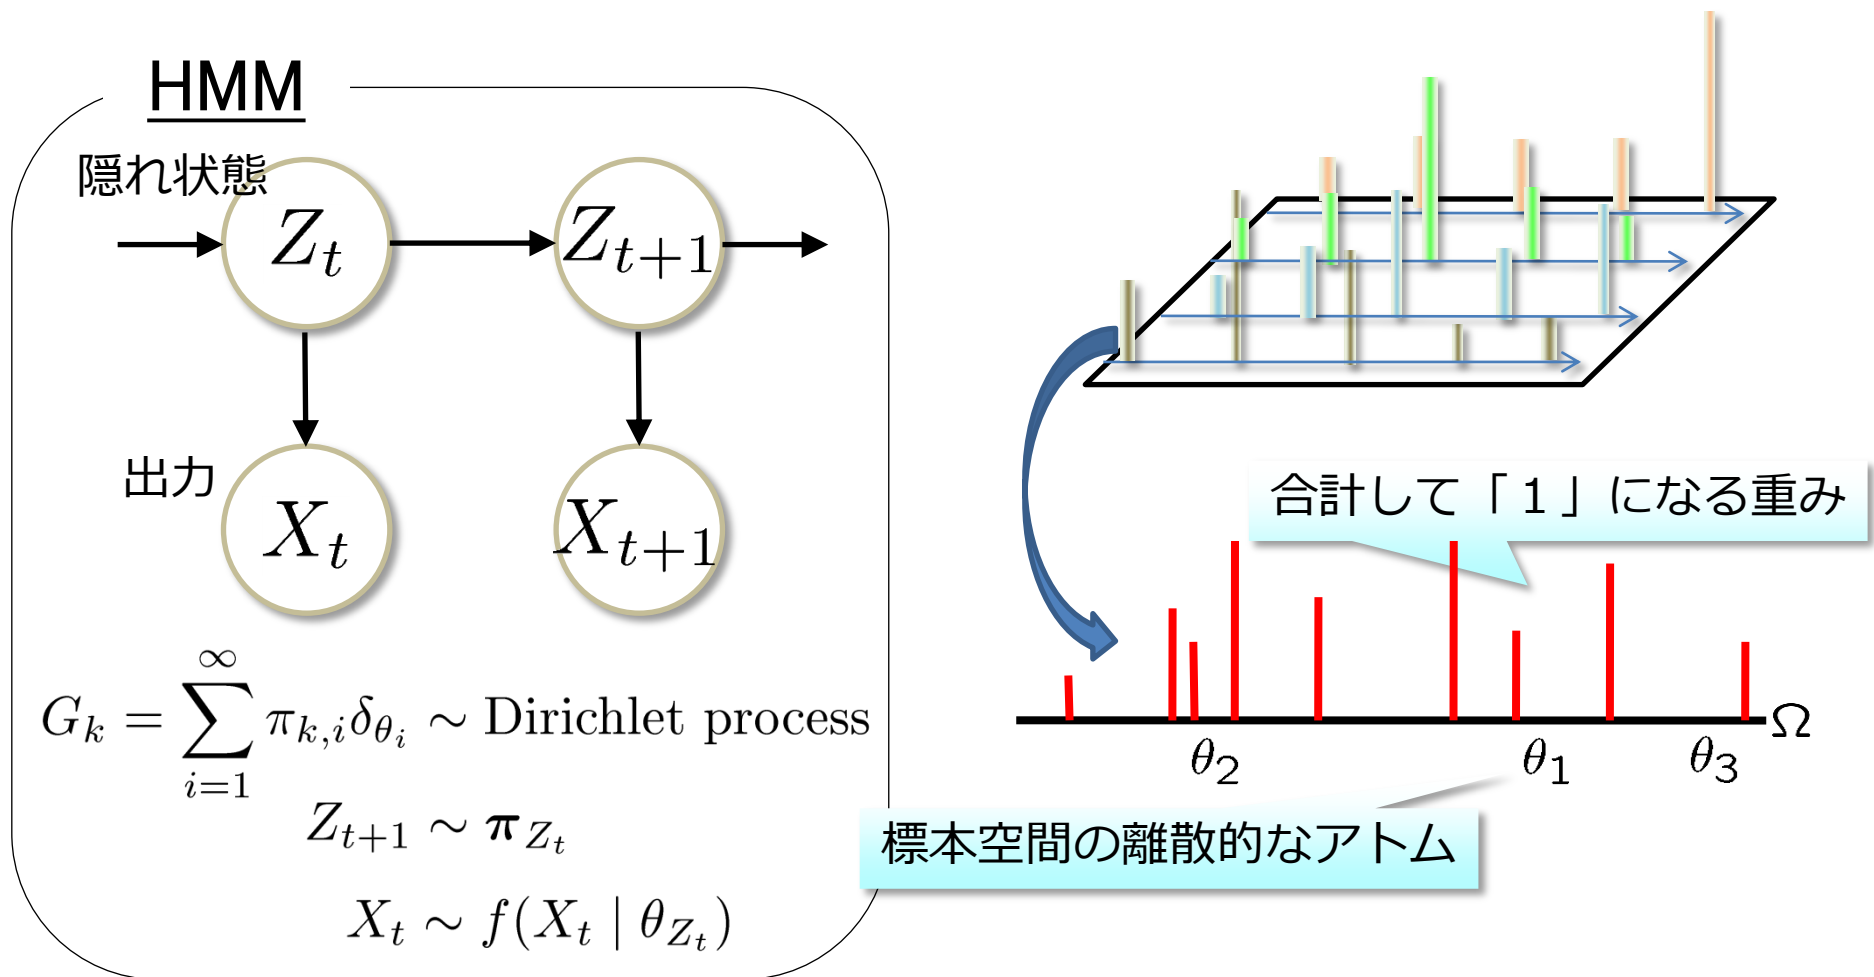 HMM
隠れ状態
Z_t
Z_{t+1}
出力
X_t
X_{t+1}
G_k = \sum_{i=1}^{\infty} \pi_{k,i} \delta_{\theta_i} \sim Dirichlet process
Z_{t+1} \sim \boldsymbol{\pi}_{Z_t}
X_t \sim f(X_t | \theta_{Z_t})
合計して「１」になる重み
Ω
θ_2
θ_1
θ_3
標本空間の離散的なアトム